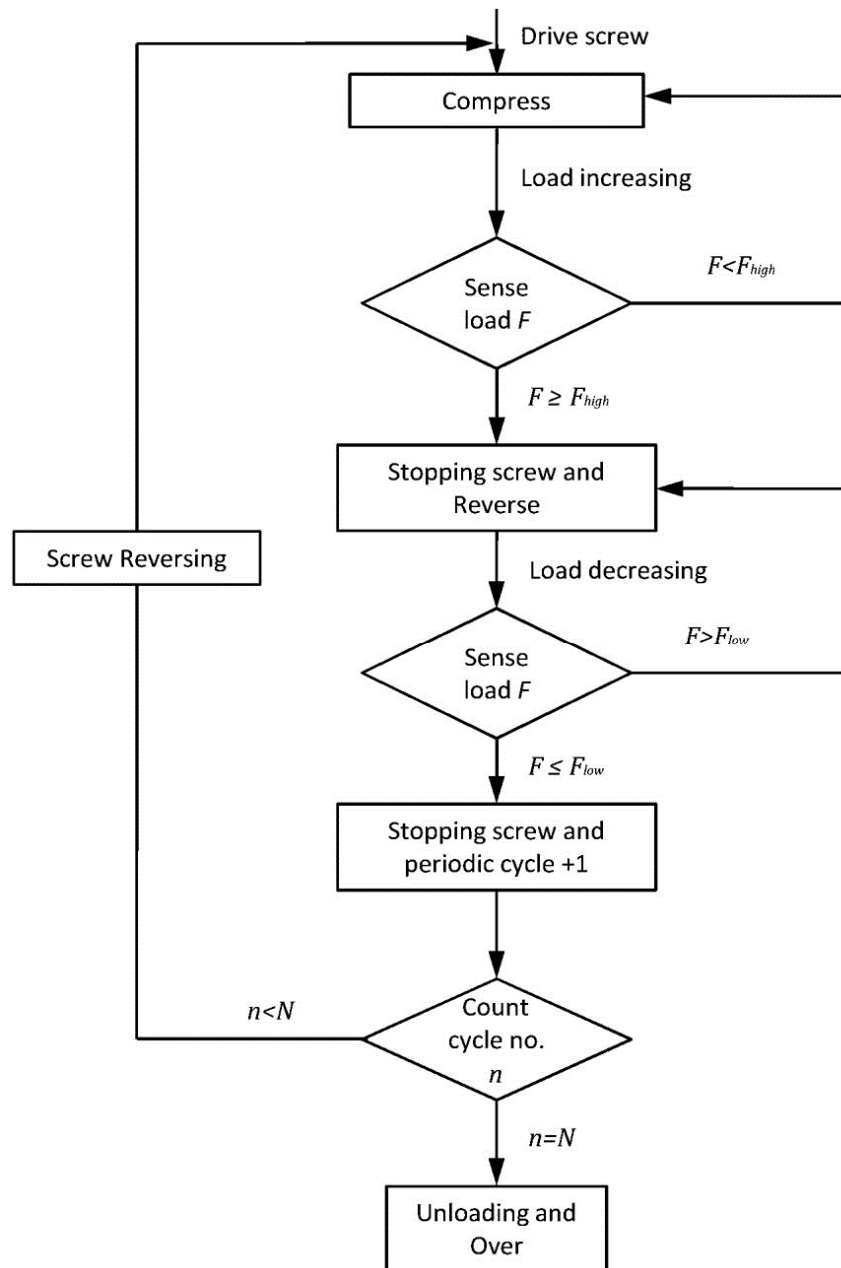 Drive screw
Compress
Load increasing
Sense
load F
F<Fhigh
F ≥ Fhigh
Stopping screw and
Reverse
Screw Reversing
Load decreasing
Sense
load F
F>Flow
F ≤ Flow
Stopping screw and
periodic cycle +1
n<N
Count
cycle no.
n
n=N
Unloading and
Over